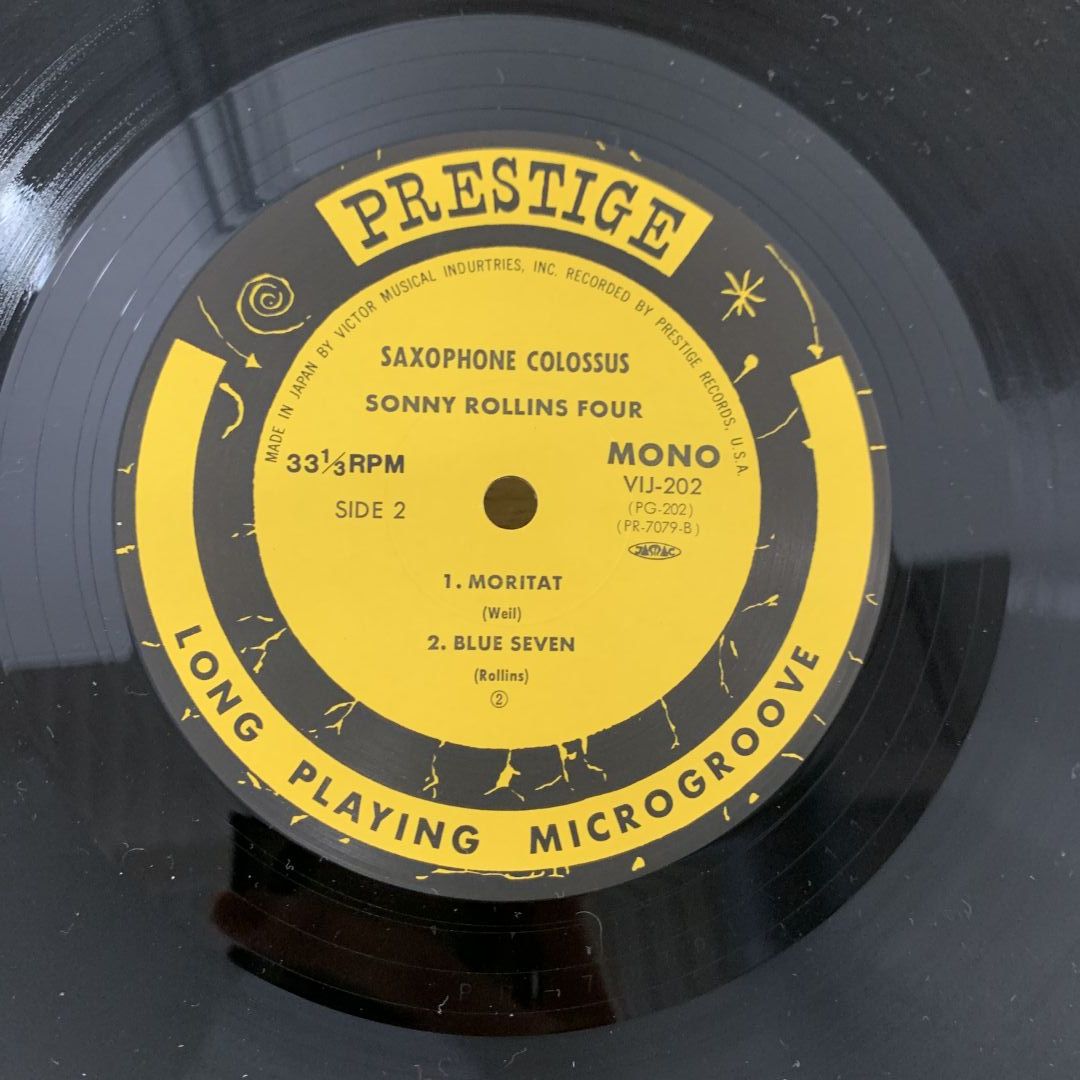 PRESTIGE
MADE IN JAPAN BY VICTOR MUSICAL INDURTRIES, INC. RECORDED BY PRESTIGE RECORDS, U.S.A.
SAXOPHONE COLOSSUS
SONNY ROLLINS FOUR
33⅓RPM
SIDE 2
MONO
VIJ-202
(PG-202)
(PR-7079-B)
JASRAC
1. MORITAT
(Weil)
2. BLUE SEVEN
(Rollins)
②
LONG PLAYING MICROGROOVE